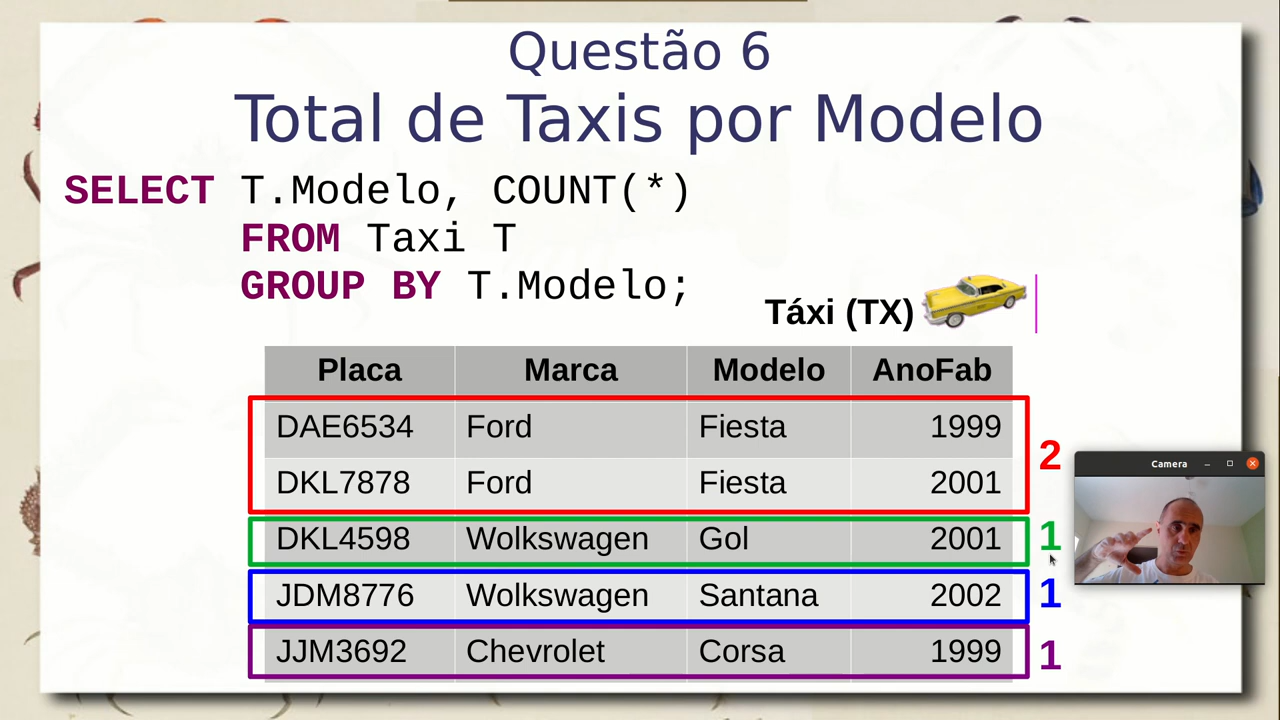 Questão 6
Total de Taxis por Modelo
SELECT T.Modelo, COUNT(*)
FROM Taxi T
GROUP BY T.Modelo;
Táxi (TX)
Placa Marca Modelo AnoFab
DAE6534 Ford Fiesta 1999
2
DKL7878 Ford Fiesta 2001
Camera
DKL4598 Wolkswagen Gol 2001 1
JDM8776 Wolkswagen Santana 2002 1
JJM3692 Chevrolet Corsa 1999 1